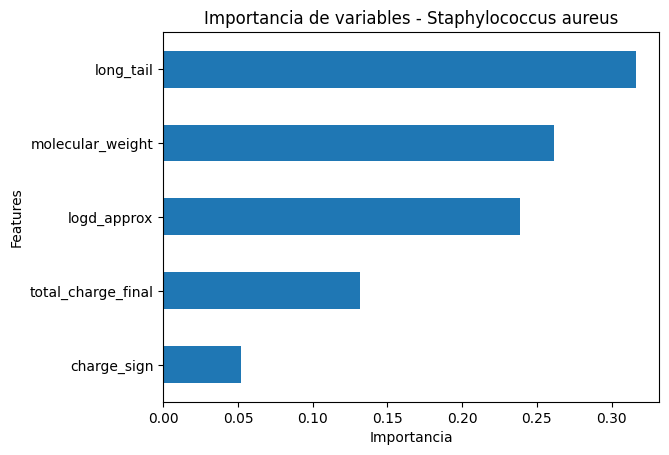 Importancia de variables - Staphylococcus aureus
long_tail
molecular_weight
logd_approx
total_charge_final
charge_sign
Features
0.00 0.05 0.10 0.15 0.20 0.25 0.30
Importancia